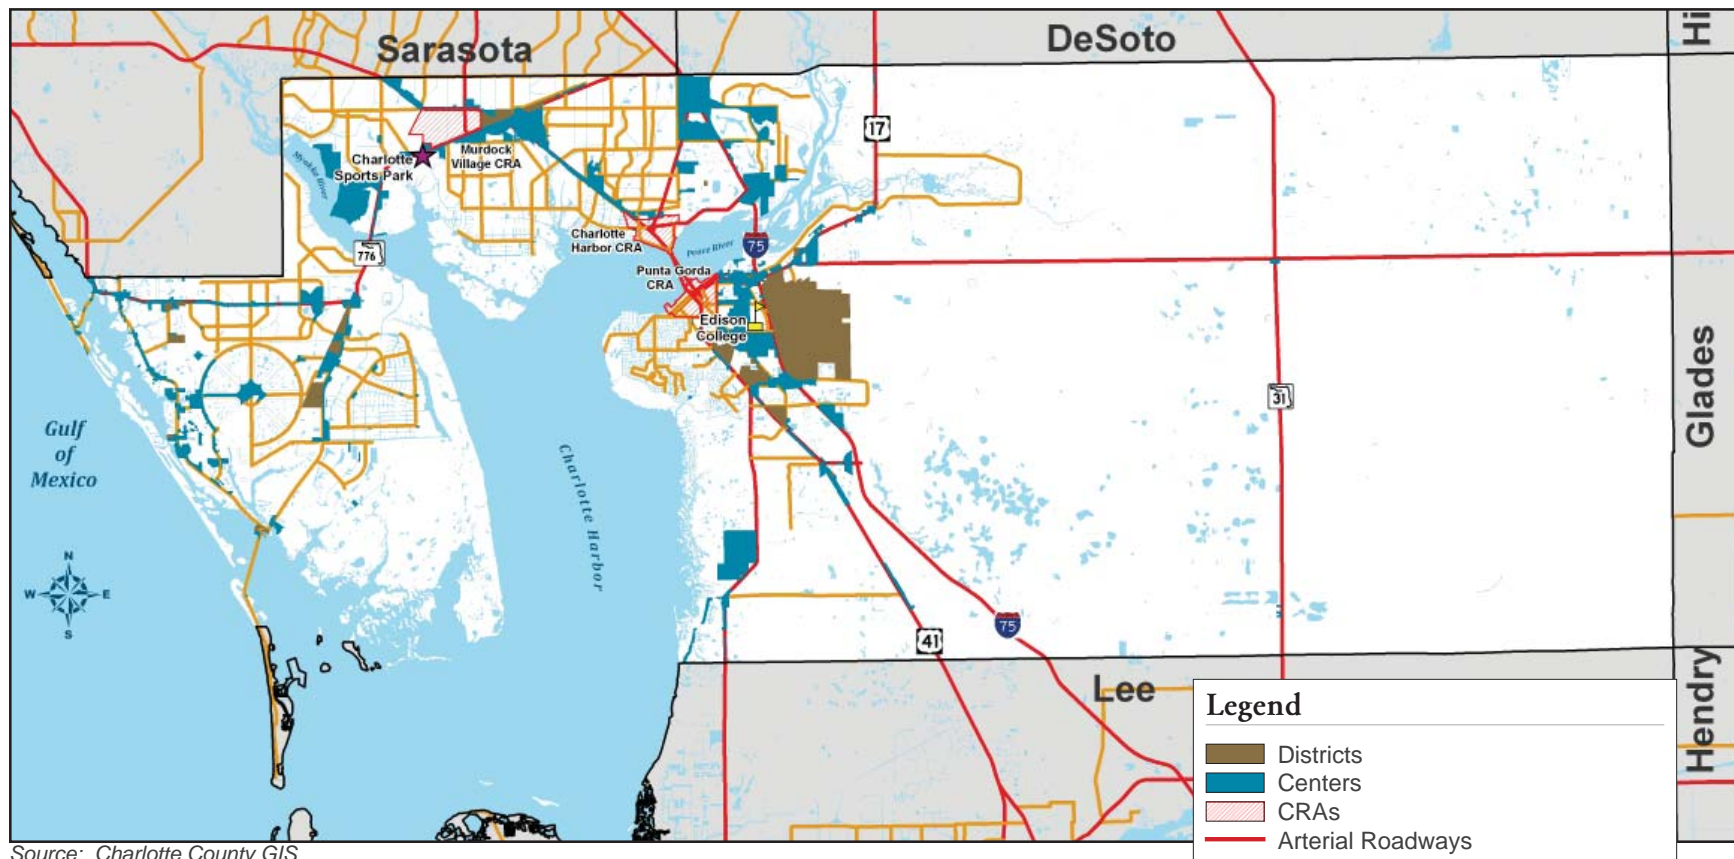 Sarasota
DeSoto
Hi
17
Charlotte
Sports Park
Murdock
Village CRA
Myakka River
Charlotte
Harbor CRA
Peace River
75
776
Punta Gorda
CRA
Edison
College
Glades
31
Gulf
of
Mexico
Charlotte Harbor
N
W
E
S
75
41
Lee
Hendry
Legend
Districts
Centers
CRAs
Arterial Roadways
Source: Charlotte County GIS